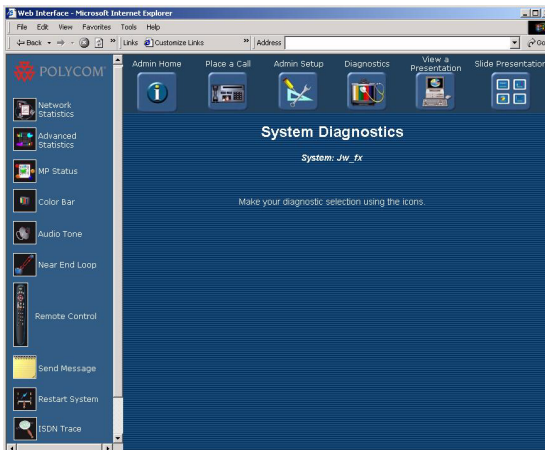 Web Interface - Microsoft Internet Explorer
File Edit View Favorites Tools Help
Back Links Customize Links Address Go
POLYCOM
Admin Home Place a Call Admin Setup Diagnostics View a Presentation Slide Presentation
Network Statistics
Advanced Statistics
MP Status
Color Bar
Audio Tone
Near End Loop
Remote Control
Send Message
Restart System
ISDN Trace
System Diagnostics
System: Jw_fx
Make your diagnostic selection using the icons.